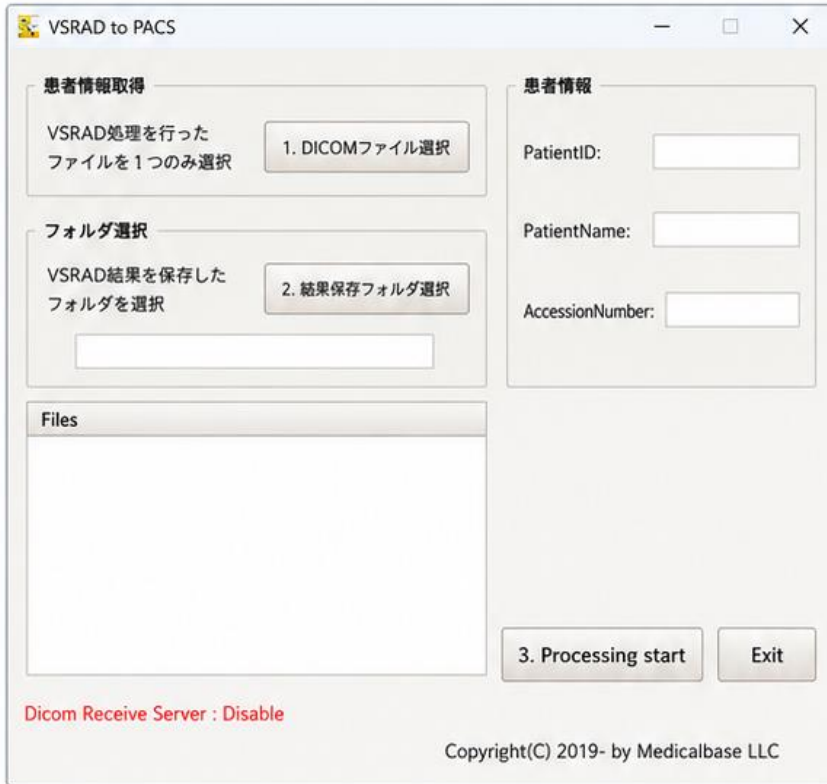 VSRAD to PACS
患者情報取得
VSRAD処理を行った
ファイルを1つのみ選択
1. DICOMファイル選択
フォルダ選択
VSRAD結果を保存した
フォルダを選択
2. 結果保存フォルダ選択
患者情報
PatientID:
PatientName:
AccessionNumber:
Files
3. Processing start
Exit
Dicom Receive Server : Disable
Copyright(C) 2019- by Medicalbase LLC